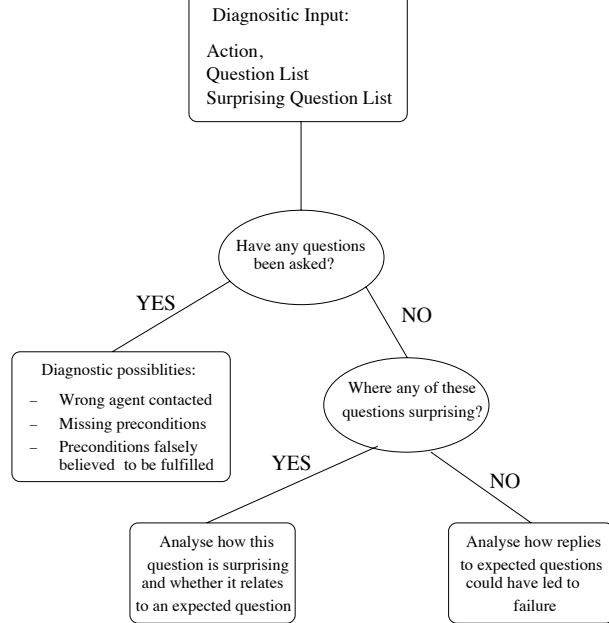 Diagnositic Input:
Action,
Question List
Surprising Question List
Have any questions
been asked?
YES
NO
Diagnostic possiblities:
– Wrong agent contacted
– Missing preconditions
– Preconditions falsely
believed to be fulfilled
Where any of these
questions surprising?
YES
NO
Analyse how this
question is surprising
and whether it relates
to an expected question
Analyse how replies
to expected questions
could have led to
failure